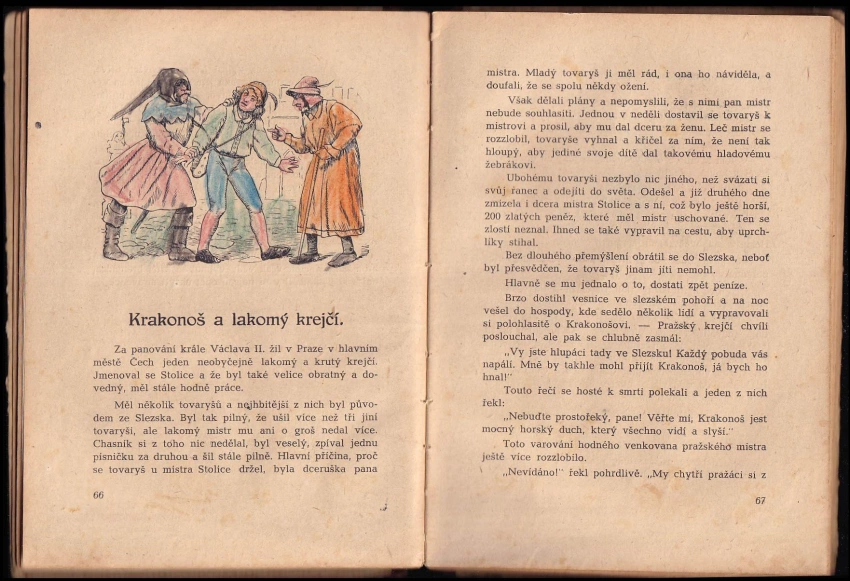 Krakonoš a lakomý krejčí.
Za panování krále Václava II. žil v Praze v hlavním
městě Čech jeden neobyčejně lakomý a krutý krejčí.
Jmenoval se Stolice a že byl také velice obratný a do-
vedný, měl stále hodně práce.
Měl několik tovaryšů a nejhbitější z nich byl původ-
dem ze Slezska. Byl tak pilný, že ušil více než tři jiní
tovaryši, ale lakomý mistr mu ani o groš nedal více.
Chasník si z toho nic nedělal, byl veselý, zpíval jednu
písničku za druhou a šil stále pilně. Hlavní příčina, proč
se tovaryš u mistra Stolice držel, byla dceruška pana
66
mistra. Mladý tovaryš ji měl rád, i ona ho náviděla, a
doufali, že se spolu někdy ožení.
Však dělali plány a nepomyslili, že s nimi pan mistr
nebude souhlasiti. Jednou v neděli dostavil se tovaryš k
mistrovi a prosil, aby mu dal dceru za ženu. Leč mistr se
rozzlobil, tovaryše vyhnal a křičel za ním, že není tak
hloupý, aby jediné svoje dítě dal takovému hladovému
žebrákovi.
Ubohému tovaryši nezbylo nic jiného, než svázati si
svůj ranec a odejíti do světa. Odešel a již druhého dne
zmizela i dcera mistra Stolice a s ní, což bylo ještě horší,
200 zlatých peněz, které měl mistr uschované. Ten se
zlostí neznal. Ihned se také vypravil na cestu, aby uprch-
líky stihal.
Bez dlouhého přemýšlení obrátil se do Slezska, neboť
byl přesvědčen, že tovaryš jinam jíti nemohl.
Hlavně se mu jednalo o to, dostati zpět peníze.
Brzo dostihl vesnice ve slezském pohoří a na noc
vešel do hospody, kde sedělo několik lidí a vypravovali
si polohlasitě o Krakonošovi. — Pražský krejčí chvíli
poslouchal, ale pak se chlubně zasmál:
„Vy jste hlupáci tady ve Slezsku! Každý pobuda vás
napálí. Mně by takhle mohl přijít Krakonoš, já bych ho
hnal!"
Touto řečí se hosté k smrti polekali a jeden z nich
řekl:
„Nebuďte prostořeký, pane! Věřte mi, Krakonoš jest
mocný horský duch, který všechno vidí a slyší."
Toto varování hodného venkovana pražského mistra
ještě více rozzlobilo.
„Nevídáno!" řekl pohrdlivě. „My chytří pražáci si z
67